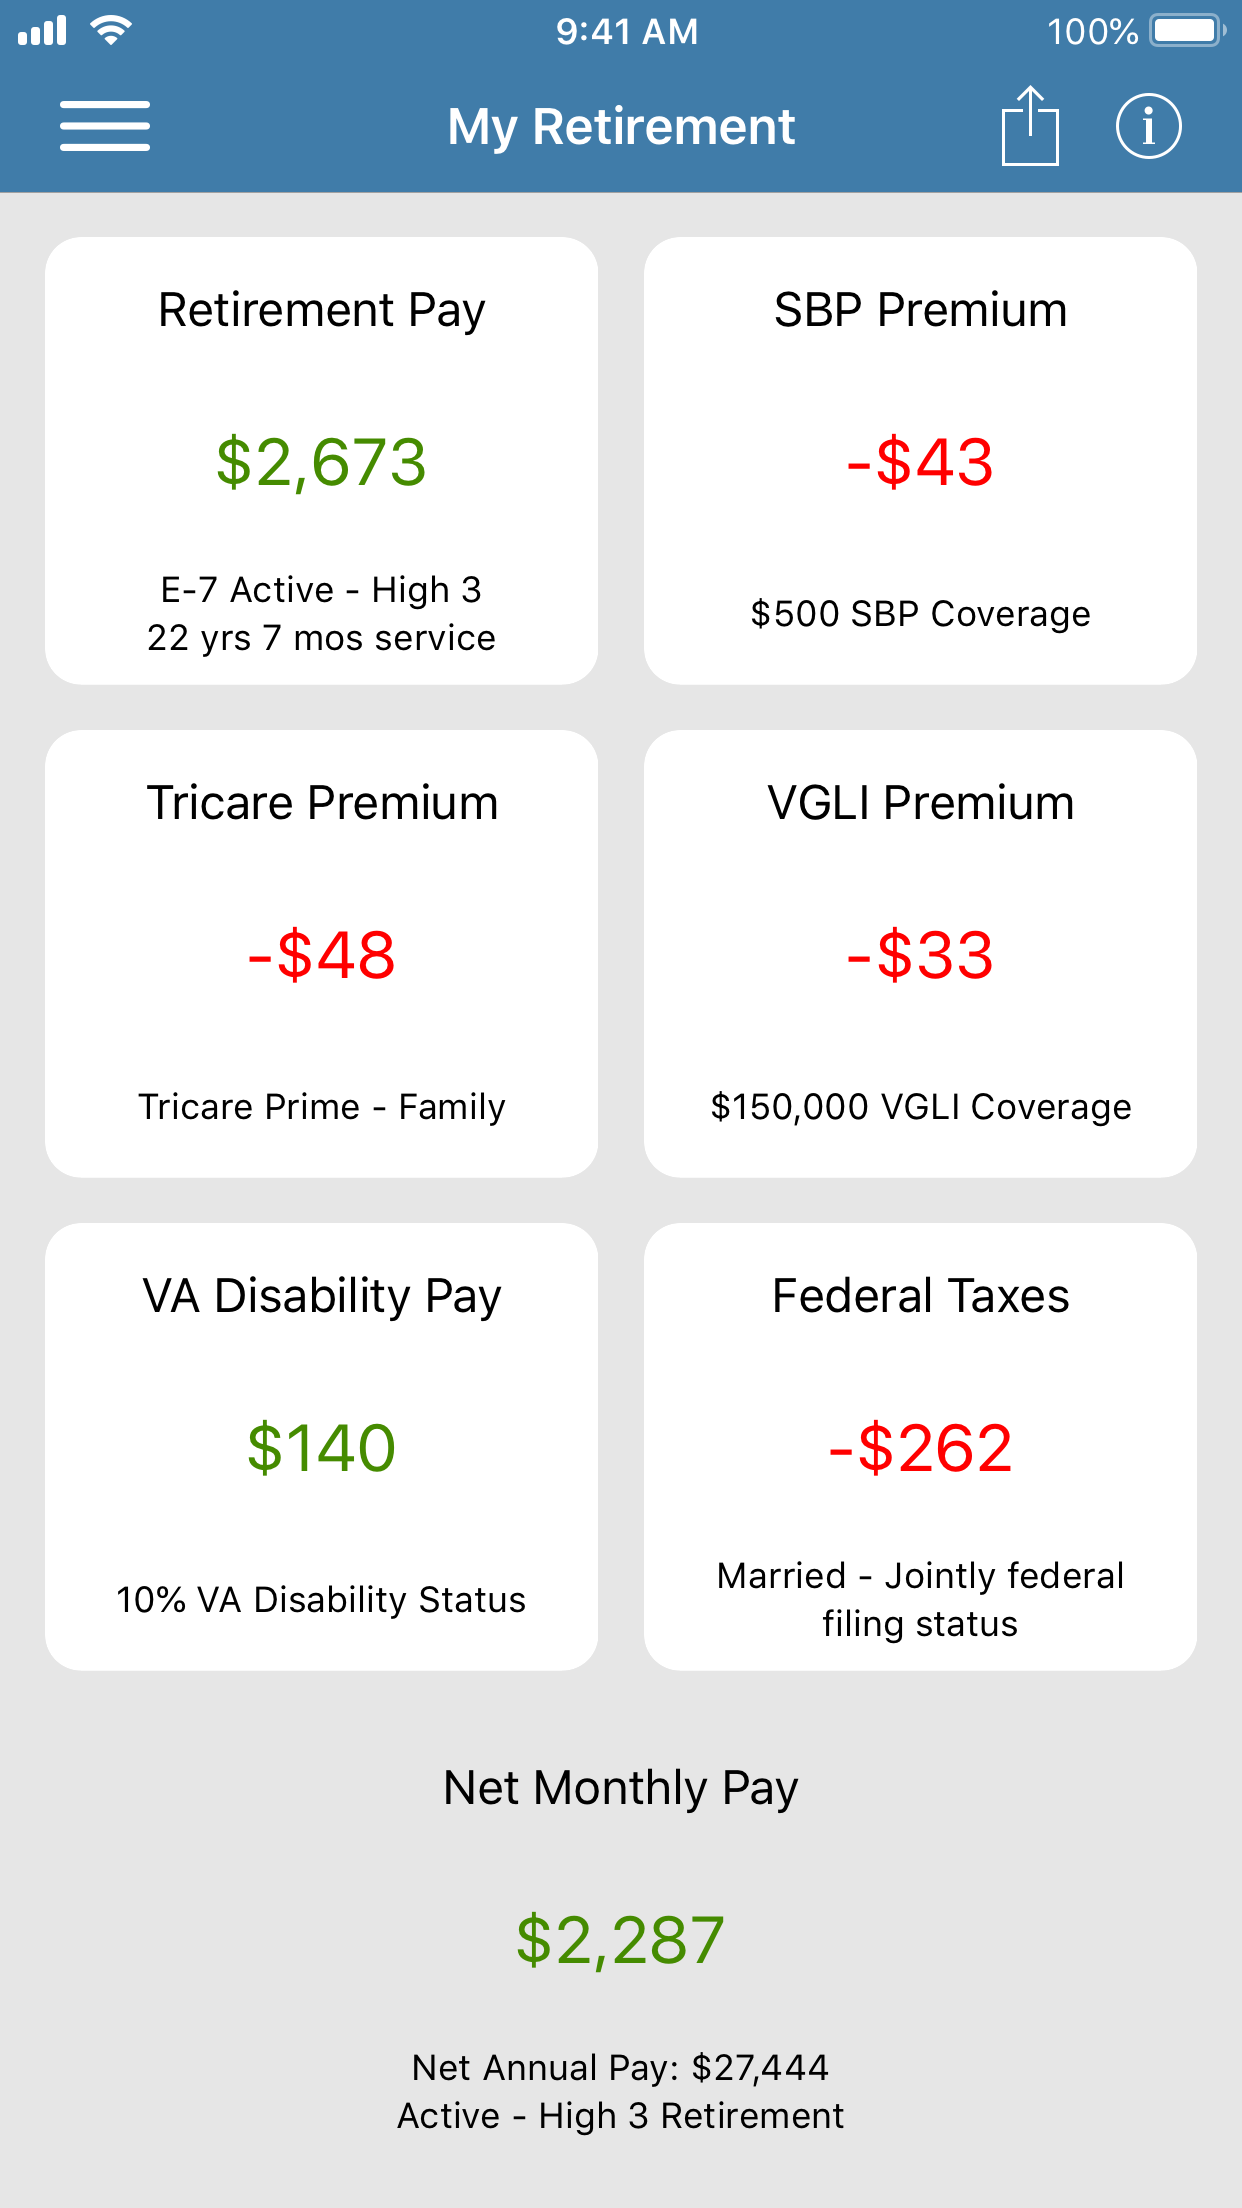 9:41 AM
100%
My Retirement
Retirement Pay
$2,673
E-7 Active - High 3
22 yrs 7 mos service
SBP Premium
-$43
$500 SBP Coverage
Tricare Premium
-$48
Tricare Prime - Family
VGLI Premium
-$33
$150,000 VGLI Coverage
VA Disability Pay
$140
10% VA Disability Status
Federal Taxes
-$262
Married - Jointly federal
filing status
Net Monthly Pay
$2,287
Net Annual Pay: $27,444
Active - High 3 Retirement